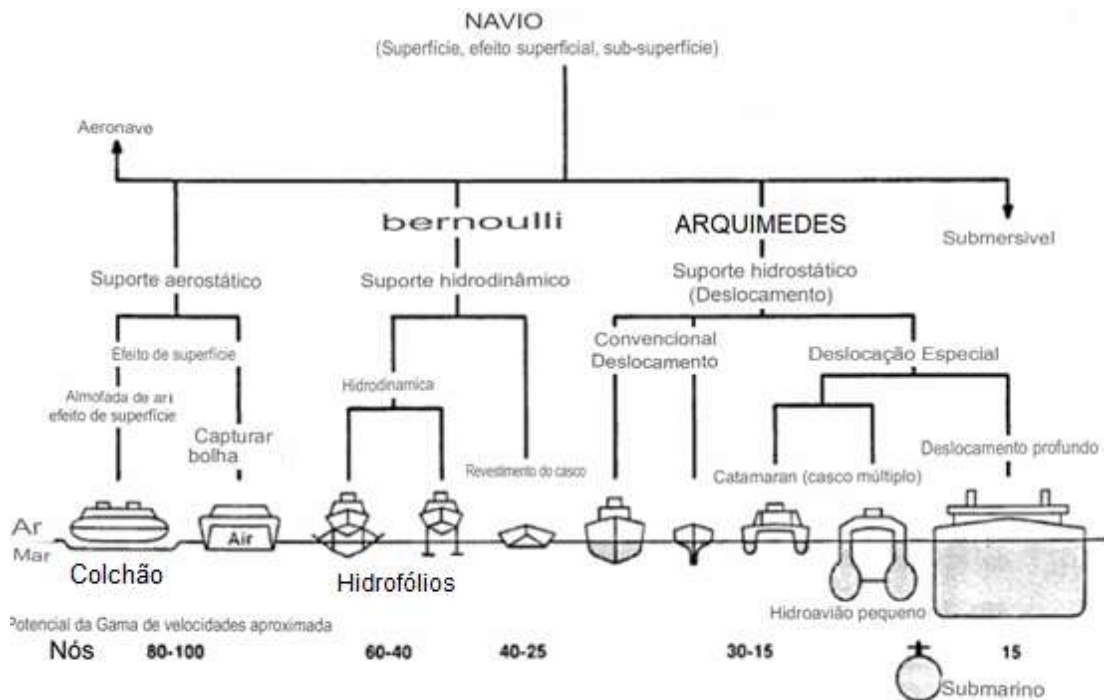 NAVIO
(Superfície, efeito superficial, sub-superfície)
Aeronave
bernoulli
ARQUIMEDES
Submersivel
Suporte aerostático
Suporte hidrodinâmico
Suporte hidrostático
(Deslocamento)
Efeito de superfície
Convencional
Deslocamento
Deslocação Especial
Hidrodinamica
Almofada de ar
efeito de superfície
Capturar
bolha
Revestimento do casco
Catamaran (casco múltiplo)
Deslocamento profundo
Ar
Mar
Air
Colchão
Hidrofólios
Hidroavião pequeno
Potencial da Gama de velocidades aproximada
Nós 80-100 60-40 40-25 30-15 15
Submarino